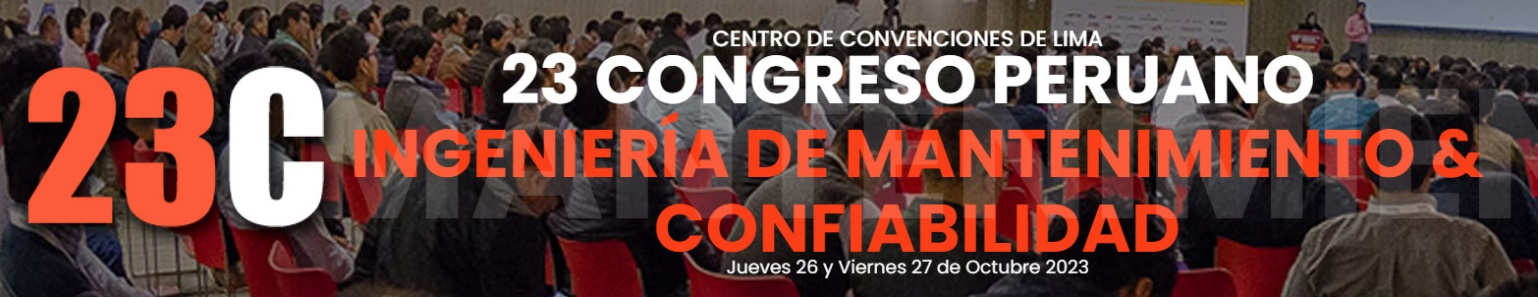 CENTRO DE CONVENCIONES DE LIMA
23 CONGRESO PERUANO
23C
INGENIERÍA DE MANTENIMIENTO &
CONFIABILIDAD
Jueves 26 y Viernes 27 de Octubre 2023